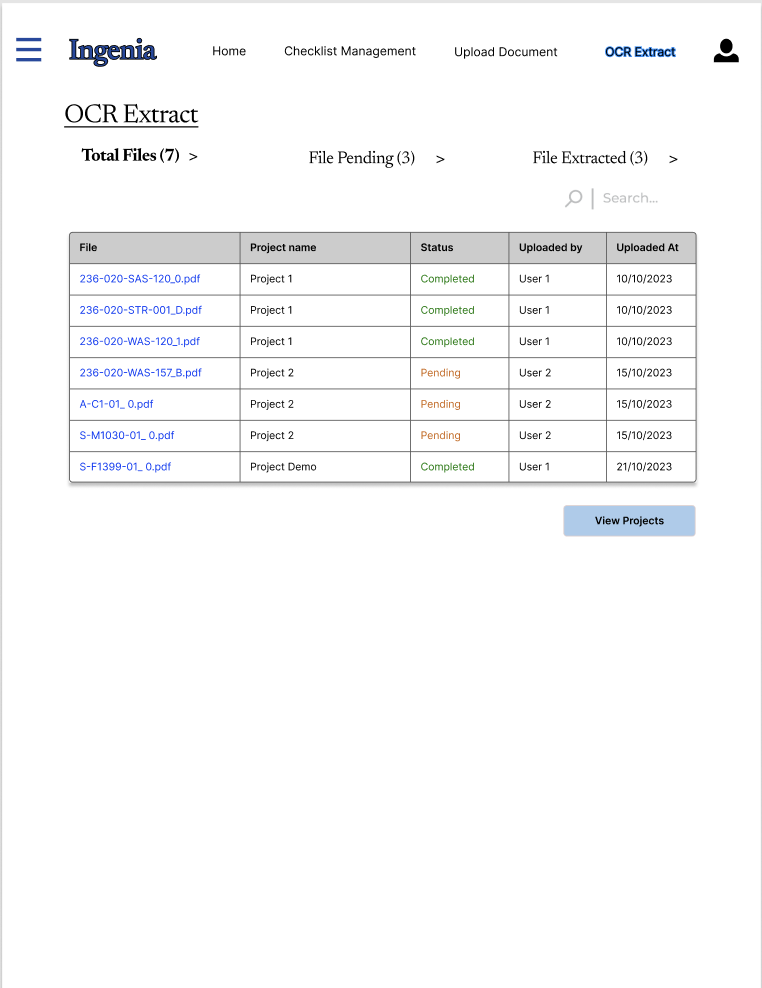 Ingenia Home Checklist Management Upload Document OCR Extract
OCR Extract
Total Files (7) > File Pending (3) > File Extracted (3) >
Search...
File Project name Status Uploaded by Uploaded At
236-020-SAS-120_0.pdf Project 1 Completed User 1 10/10/2023
236-020-STR-001_D.pdf Project 1 Completed User 1 10/10/2023
236-020-WAS-120_1.pdf Project 1 Completed User 1 10/10/2023
236-020-WAS-157_B.pdf Project 2 Pending User 2 15/10/2023
A-C1-01_ 0.pdf Project 2 Pending User 2 15/10/2023
S-M1030-01_ 0.pdf Project 2 Pending User 2 15/10/2023
S-F1399-01_ 0.pdf Project Demo Completed User 1 21/10/2023
View Projects